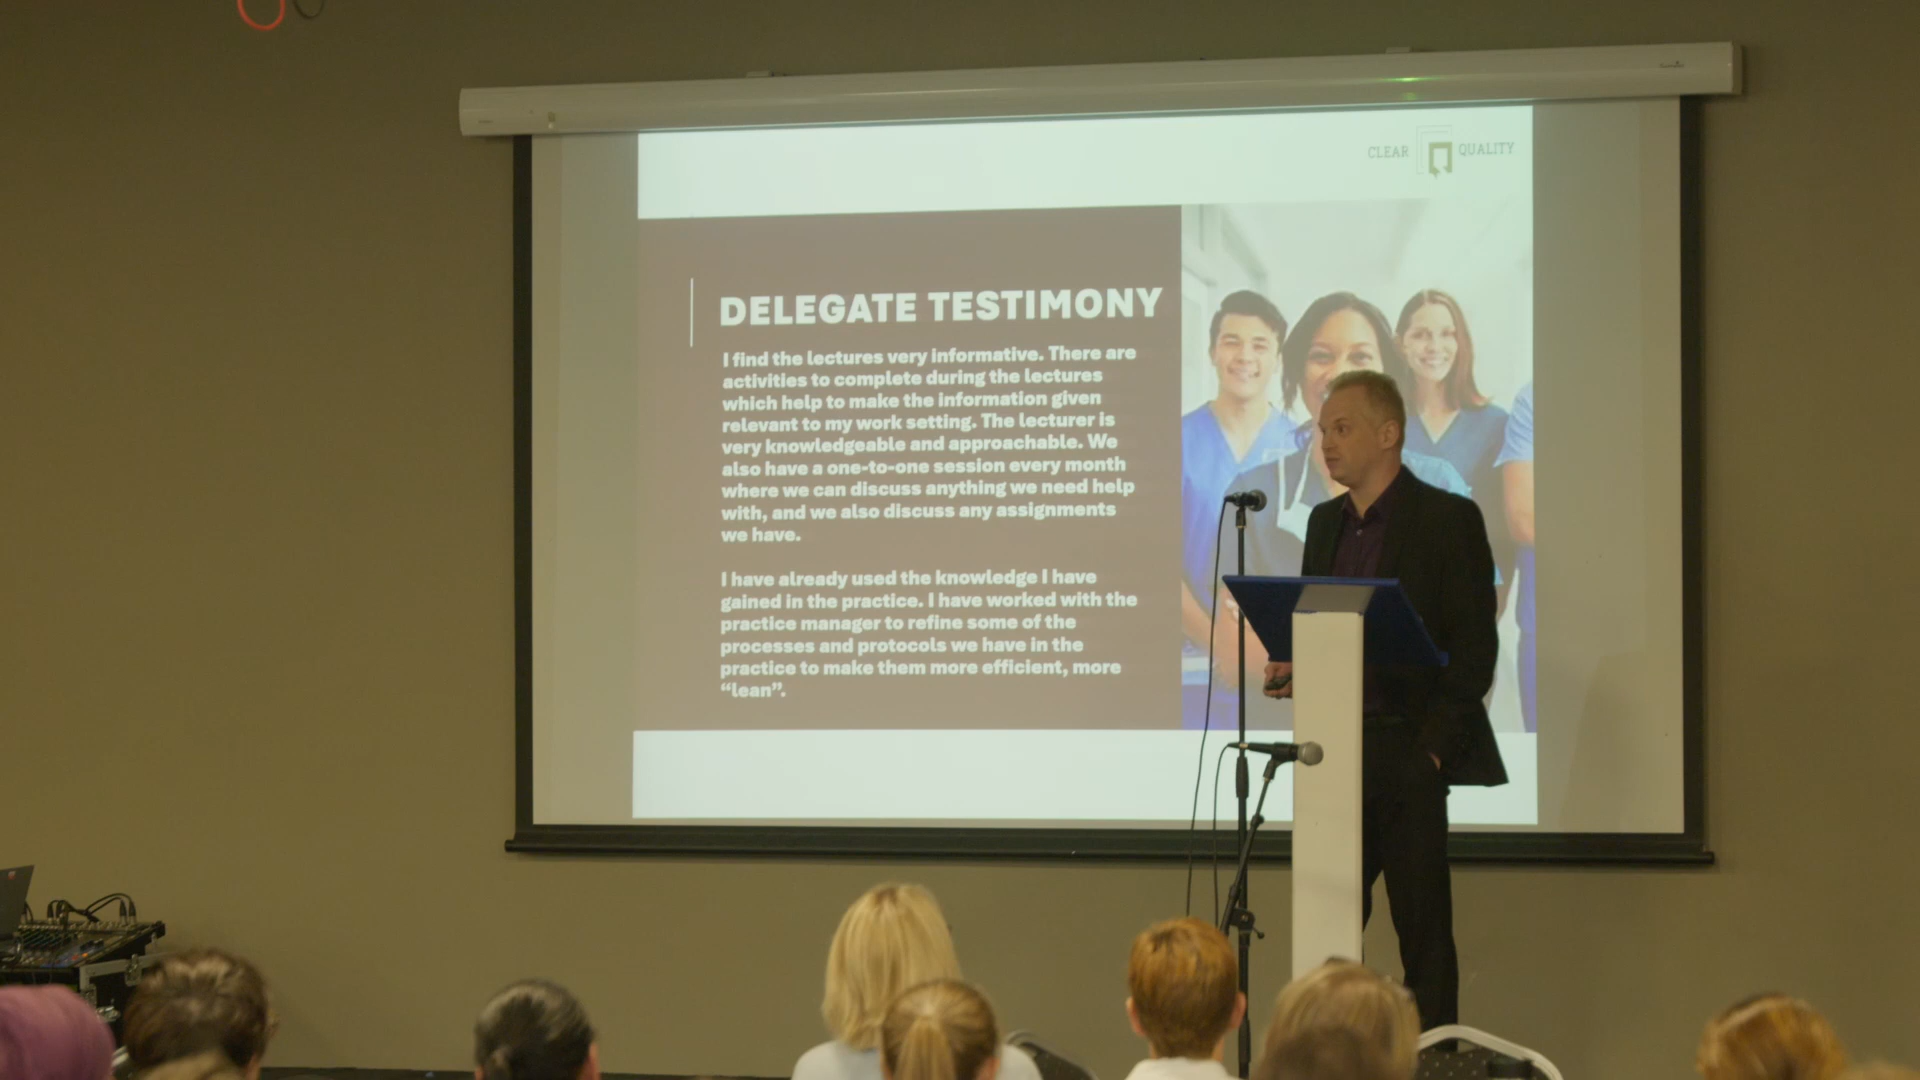 CLEAR QUALITY
DELEGATE TESTIMONY
I find the lectures very informative. There are
activities to complete during the lectures
which help to make the information given
relevant to my work setting. The lecturer is
very knowledgeable and approachable. We
also have a one-to-one session every month
where we can discuss anything we need help
with, and we also discuss any assignments
we have.
I have already used the knowledge I have
gained in the practice. I have worked with the
practice manager to refine some of the
processes and protocols we have in the
practice to make them more efficient, more
“lean”.